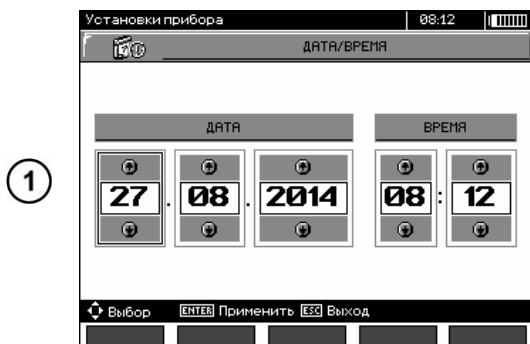 Установки прибора 08:12
ДАТА/ВРЕМЯ
ДАТА ВРЕМЯ
1 27 . 08 . 2014 08 : 12
Выбор ENTER Применить ESC Выход